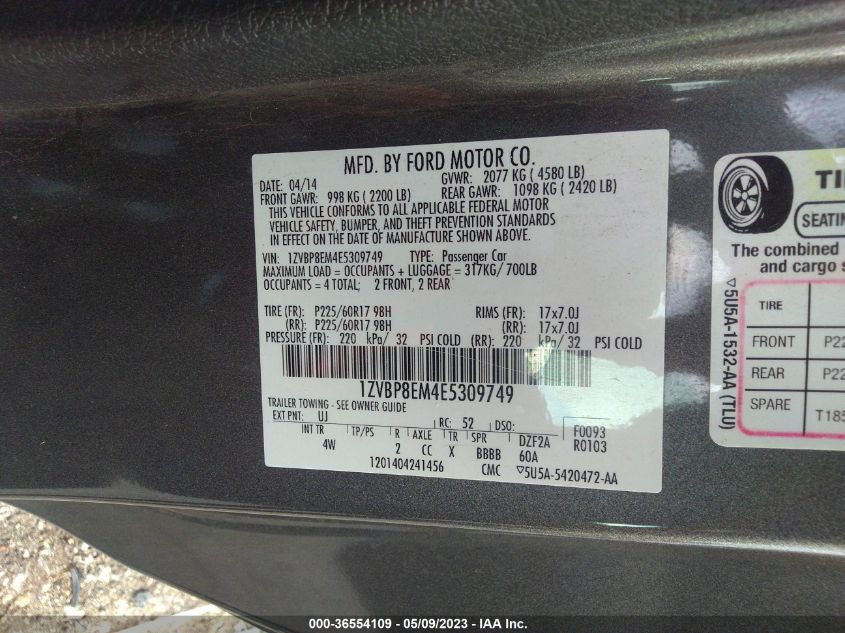 MFD. BY FORD MOTOR CO.
DATE: 04/14 GVWR: 2077 KG ( 4580 LB)
FRONT GAWR: 998 KG ( 2200 LB) REAR GAWR: 1098 KG ( 2420 LB)
THIS VEHICLE CONFORMS TO ALL APPLICABLE FEDERAL MOTOR
VEHICLE SAFETY, BUMPER, AND THEFT PREVENTION STANDARDS
IN EFFECT ON THE DATE OF MANUFACTURE SHOWN ABOVE.
VIN: 1ZVBP8EM4E5309749 TYPE: Passenger Car
MAXIMUM LOAD = OCCUPANTS + LUGGAGE = 317KG/ 700LB
OCCUPANTS = 4 TOTAL; 2 FRONT, 2 REAR
TIRE (FR): P225/60R17 98H RIMS (FR): 17x7.0J
(RR): P225/60R17 98H (RR): 17x7.0J
PRESSURE (FR): 220 kPa/ 32 PSI COLD (RR): 220 kPa/ 32 PSI COLD
1ZVBP8EM4E5309749
TRAILER TOWING - SEE OWNER GUIDE
EXT PNT: UJ RC: 52 DSO: F0093
INT TR TP/PS R AXLE TR SPR DZF2A R0103
4W 2 CC X BBBB 60A
1201404241456 CMC ▽5U5A-5420472-AA
▽5U5A-1532-AA (TLU)
SEATING
The combined
and cargo
TIRE
FRONT P22
REAR P22
SPARE T185
000-36554109 - 05/09/2023 - IAA Inc.